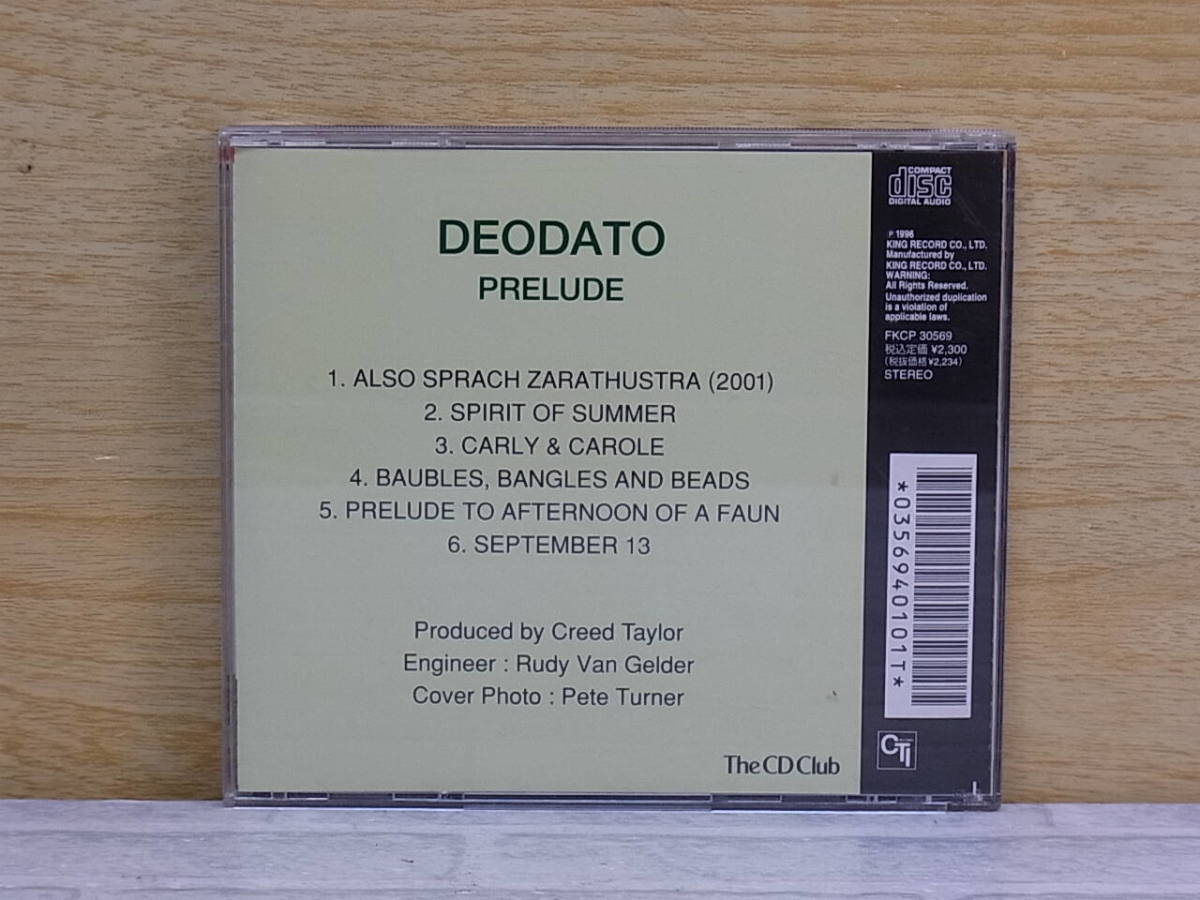 DEODATO
PRELUDE
1. ALSO SPRACH ZARATHUSTRA (2001)
2. SPIRIT OF SUMMER
3. CARLY & CAROLE
4. BAUBLES, BANGLES AND BEADS
5. PRELUDE TO AFTERNOON OF A FAUN
6. SEPTEMBER 13
Produced by Creed Taylor
Engineer : Rudy Van Gelder
Cover Photo : Pete Turner
The CD Club
COMPACT
disc
DIGITAL AUDIO
℗ 1996
KING RECORD CO., LTD.
Manufactured by
KING RECORD CO., LTD.
WARNING:
All Rights Reserved.
Unauthorized duplication
is a violation of
applicable laws.
FKCP 30569
税込定価 ¥2,300
(税抜価格¥2,234)
STEREO
*0356940101T*
CTI